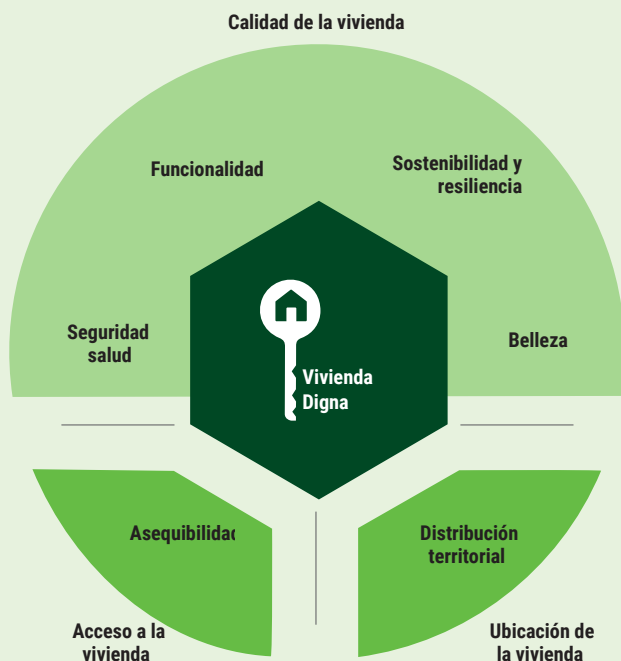 Calidad de la vivienda
Funcionalidad
Sostenibilidad y
resiliencia
Seguridad
salud
Belleza
Vivienda
Digna
Asequibilidad
Distribución
territorial
Acceso a la
vivienda
Ubicación de
la vivienda